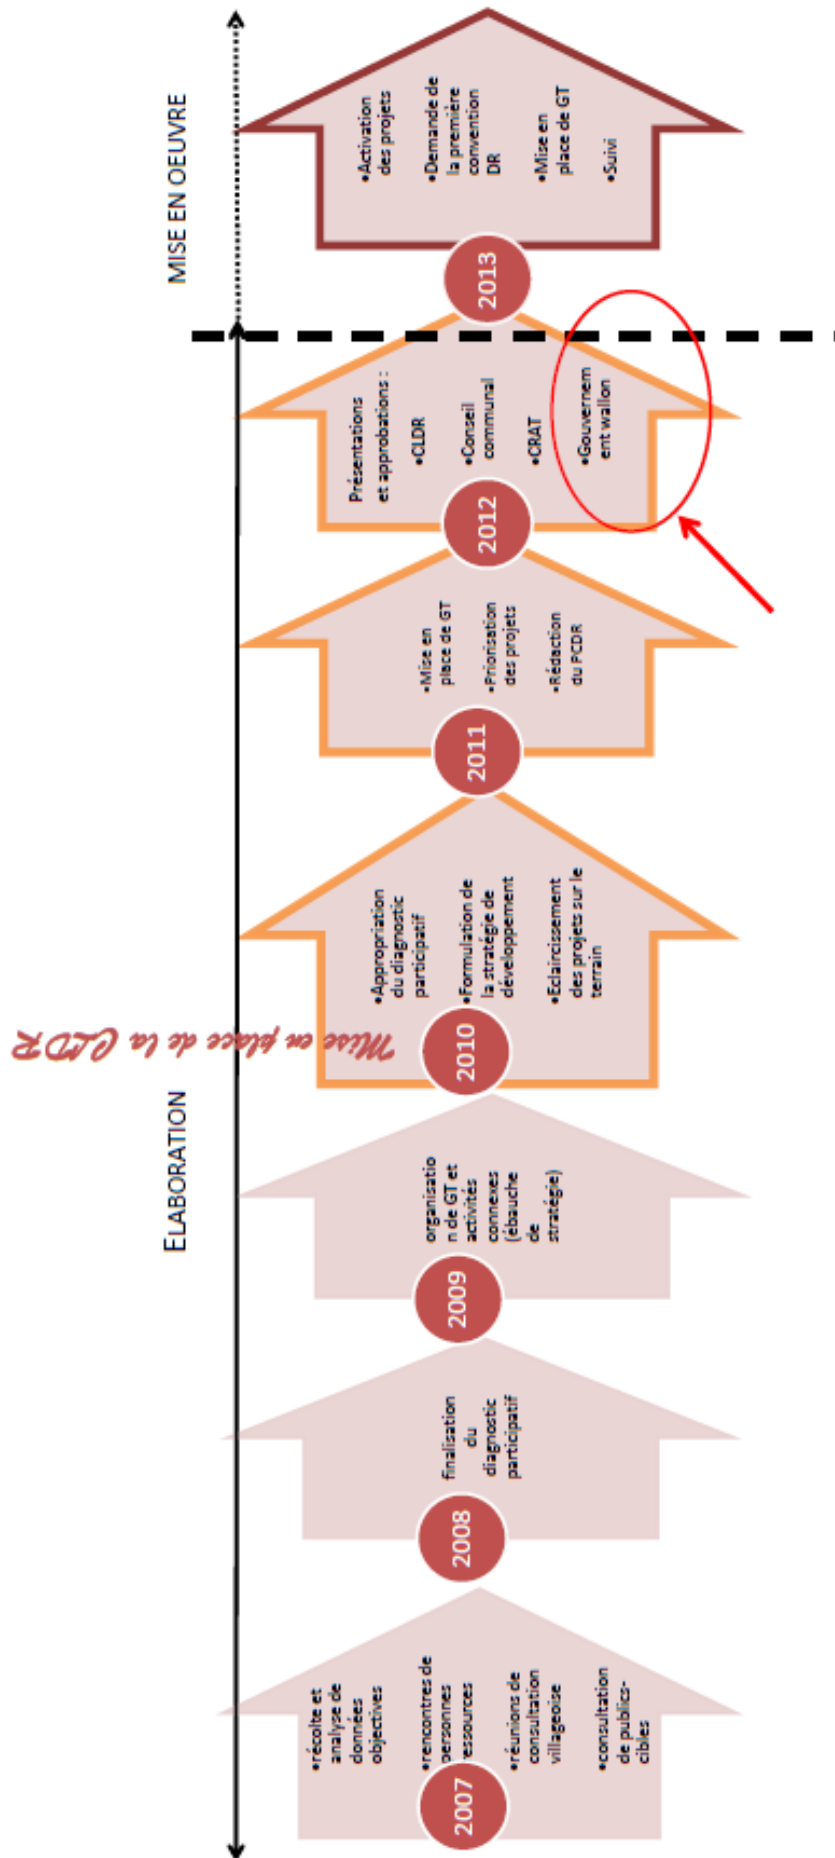 ELABORATION
MISE EN OEUVRE
Mise en place de la CLDR
2007
•récolte et
analyse de
données
objectives
•rencontres de
personnes
ressources
•réunions de
consultation
villageoise
•consultation
de publics-
cibles
2008
finalisation
du
diagnostic
participatif
2009
organisatio
n de GT et
activités
connexes
(ébauche
de
stratégie)
2010
•Appropriation
du diagnostic
participatif
•Formulation de
la stratégie de
développement
•Eclaircissement
des projets sur le
terrain
2011
•Mise en
place de GT
•Priorisation
des projets
•Rédaction
du PCDR
2012
Présentations
et approbations :
•CLDR
•Conseil
communal
•CRAT
•Gouvernem
ent wallon
2013
•Activation
des projets
•Demande de
la première
convention
DR
•Mise en
place de GT
•Suivi